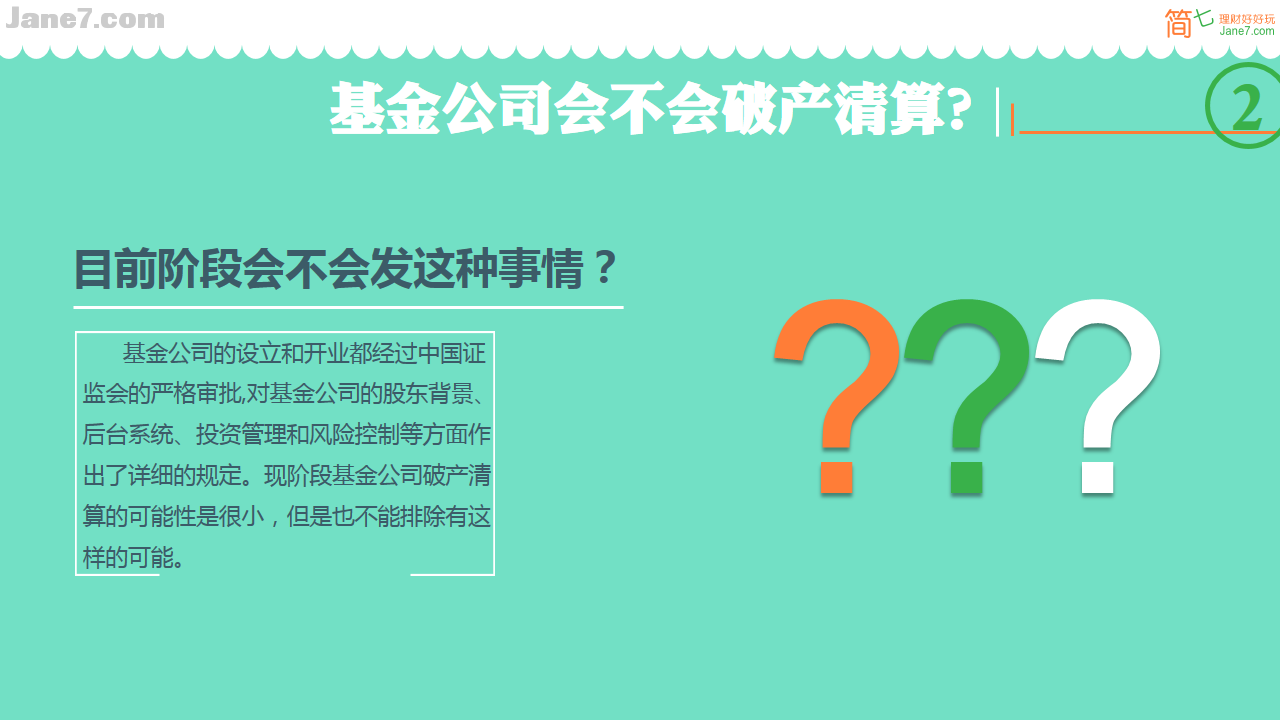 Jane7.com
简七 理财好好玩
Jane7.com
基金公司会不会破产清算?
2
目前阶段会不会发这种事情？
基金公司的设立和开业都经过中国证
监会的严格审批,对基金公司的股东背景、
后台系统、投资管理和风险控制等方面作
出了详细的规定。现阶段基金公司破产清
算的可能性是很小，但是也不能排除有这
样的可能。
???